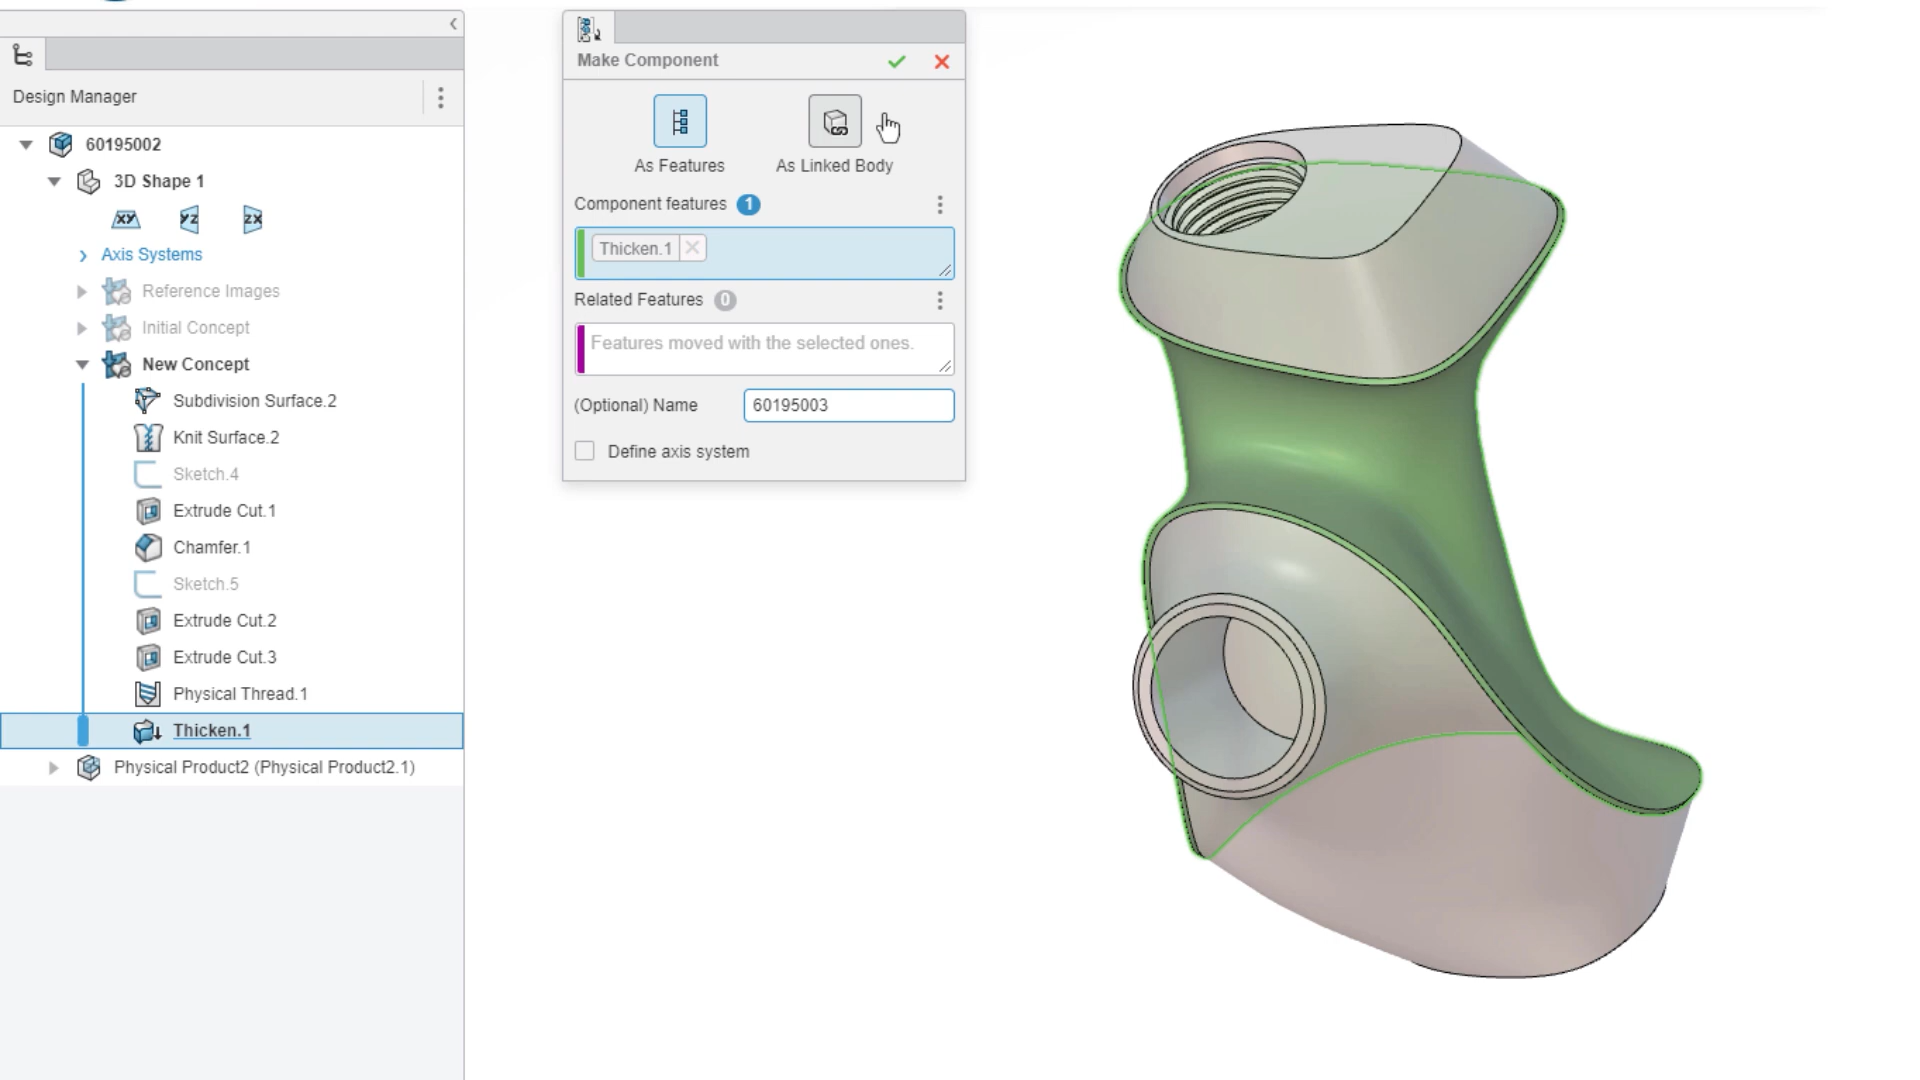 Design Manager
60195002
3D Shape 1
XY YZ ZX
Axis Systems
Reference Images
Initial Concept
New Concept
Subdivision Surface.2
Knit Surface.2
Sketch.4
Extrude Cut.1
Chamfer.1
Sketch.5
Extrude Cut.2
Extrude Cut.3
Physical Thread.1
Thicken.1
Physical Product2 (Physical Product2.1)
Make Component
As Features
As Linked Body
Component features 1
Thicken.1
Related Features 0
Features moved with the selected ones.
(Optional) Name 60195003
Define axis system